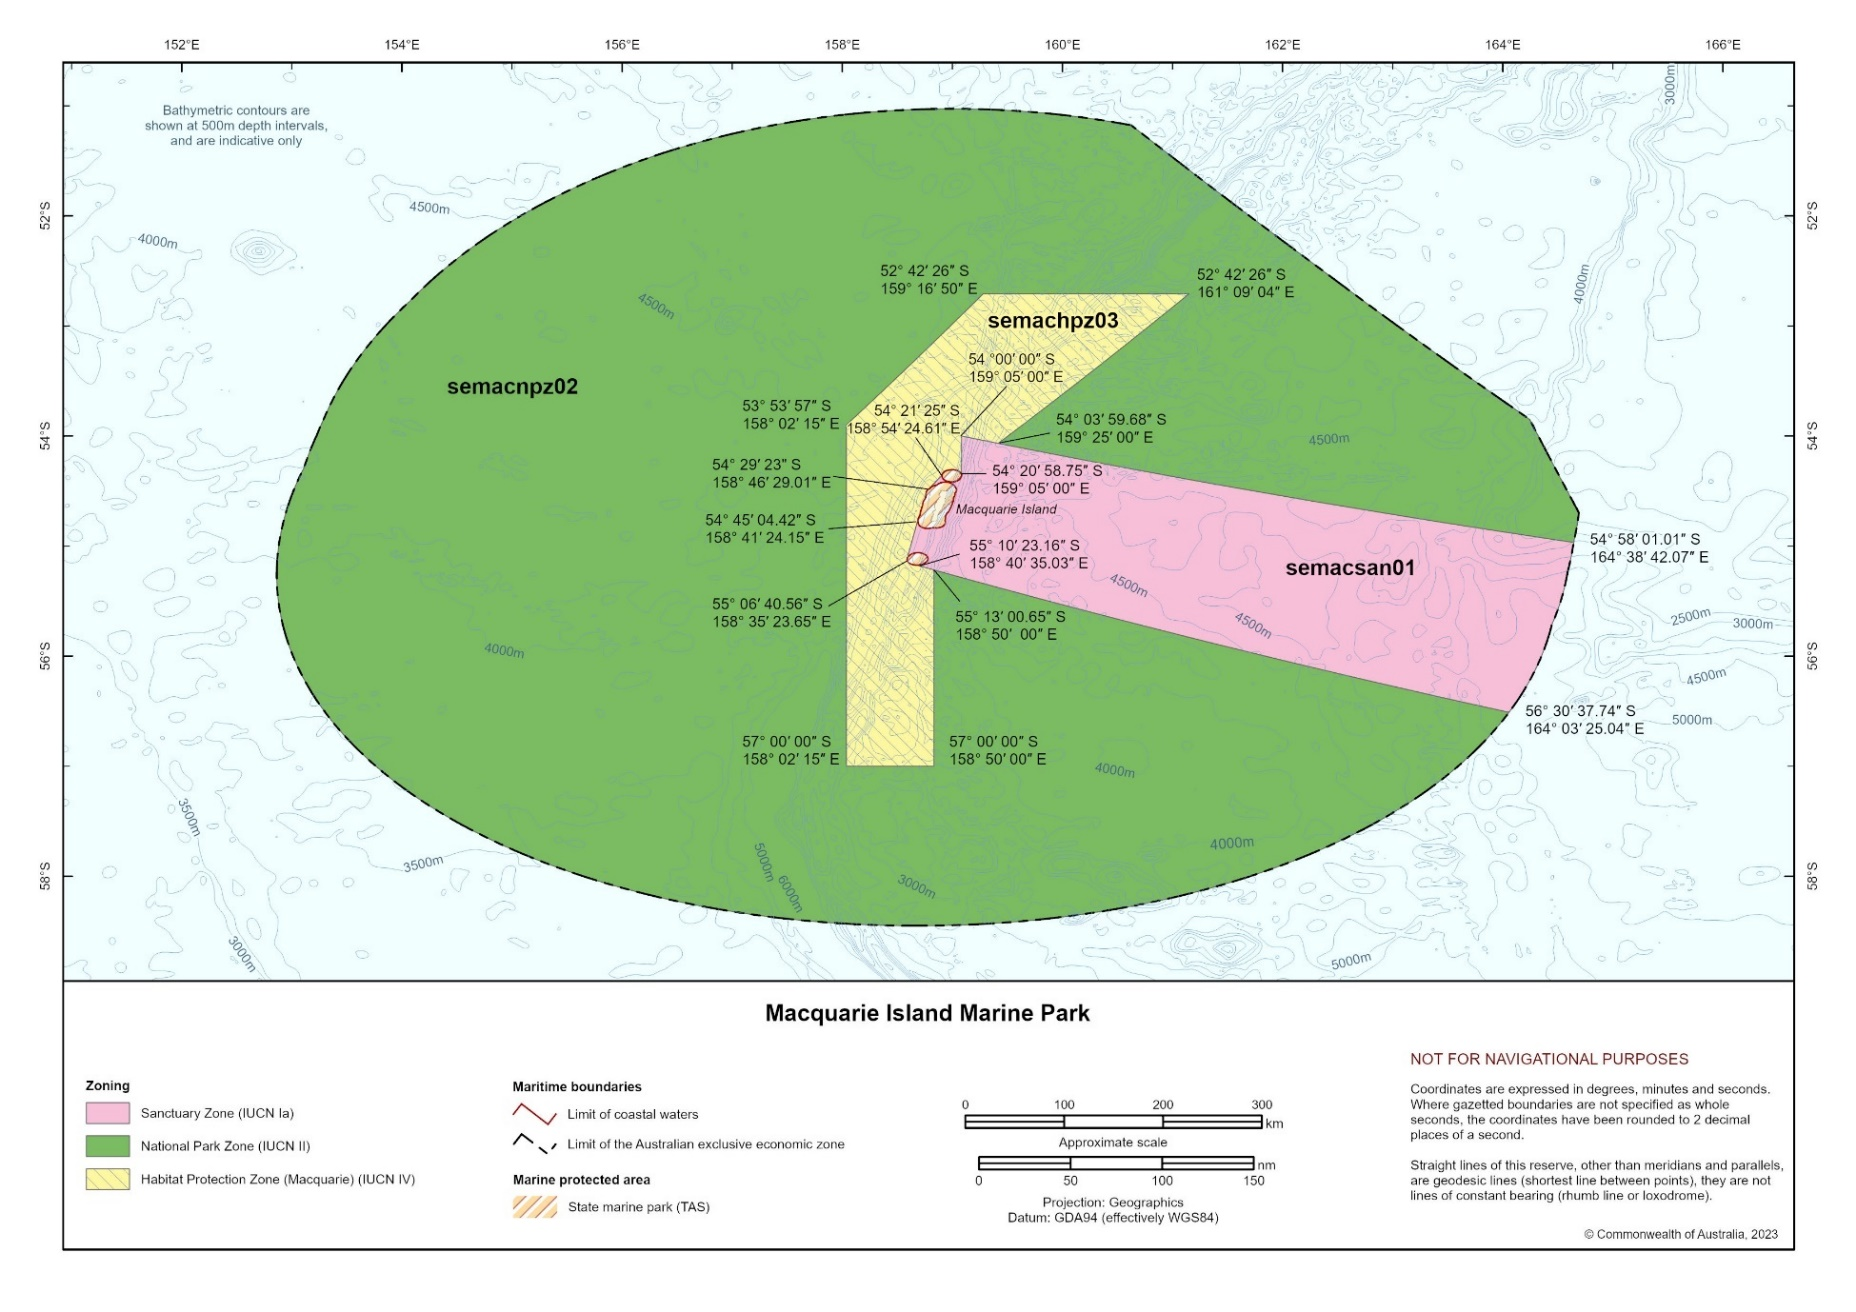 152°E 154°E 156°E 158°E 160°E 162°E 164°E 166°E
Bathymetric contours are
shown at 500m depth intervals,
and are indicative only
3000m
52°S
52°S
4500m
4000m
4000m
4500m
52° 42′ 26″ S
159° 16′ 50″ E
52° 42′ 26″ S
161° 09′ 04″ E
semachpz03
54 °00′ 00″ S
159° 05′ 00″ E
semacnpz02
53° 53′ 57″ S
158° 02′ 15″ E
54° 21′ 25″ S
158° 54′ 24.61″ E
54° 03′ 59.68″ S
159° 25′ 00″ E
54°S
54°S
4500m
54° 29′ 23″ S
158° 46′ 29.01″ E
54° 20′ 58.75″ S
159° 05′ 00″ E
Macquarie Island
54° 45′ 04.42″ S
158° 41′ 24.15″ E
55° 10′ 23.16″ S
158° 40′ 35.03″ E
54° 58′ 01.01″ S
164° 38′ 42.07″ E
semacsan01
4500m
4500m
55° 06′ 40.56″ S
158° 35′ 23.65″ E
55° 13′ 00.65″ S
158° 50′ 00″ E
2500m
3000m
4000m
56°S
56°S
4500m
5000m
56° 30′ 37.74″ S
164° 03′ 25.04″ E
57° 00′ 00″ S
158° 02′ 15″ E
57° 00′ 00″ S
158° 50′ 00″ E
4000m
3500m
4000m
3500m
5000m
6000m
3000m
58°S
58°S
3000m
5000m
Macquarie Island Marine Park
Zoning
Sanctuary Zone (IUCN Ia)
National Park Zone (IUCN II)
Habitat Protection Zone (Macquarie) (IUCN IV)
Maritime boundaries
Limit of coastal waters
Limit of the Australian exclusive economic zone
Marine protected area
State marine park (TAS)
0 100 200 300
km
Approximate scale
nm
0 50 100 150
Projection: Geographics
Datum: GDA94 (effectively WGS84)
NOT FOR NAVIGATIONAL PURPOSES
Coordinates are expressed in degrees, minutes and seconds.
Where gazetted boundaries are not specified as whole
seconds, the coordinates have been rounded to 2 decimal
places of a second.
Straight lines of this reserve, other than meridians and parallels,
are geodesic lines (shortest line between points), they are not
lines of constant bearing (rhumb line or loxodrome).
© Commonwealth of Australia, 2023